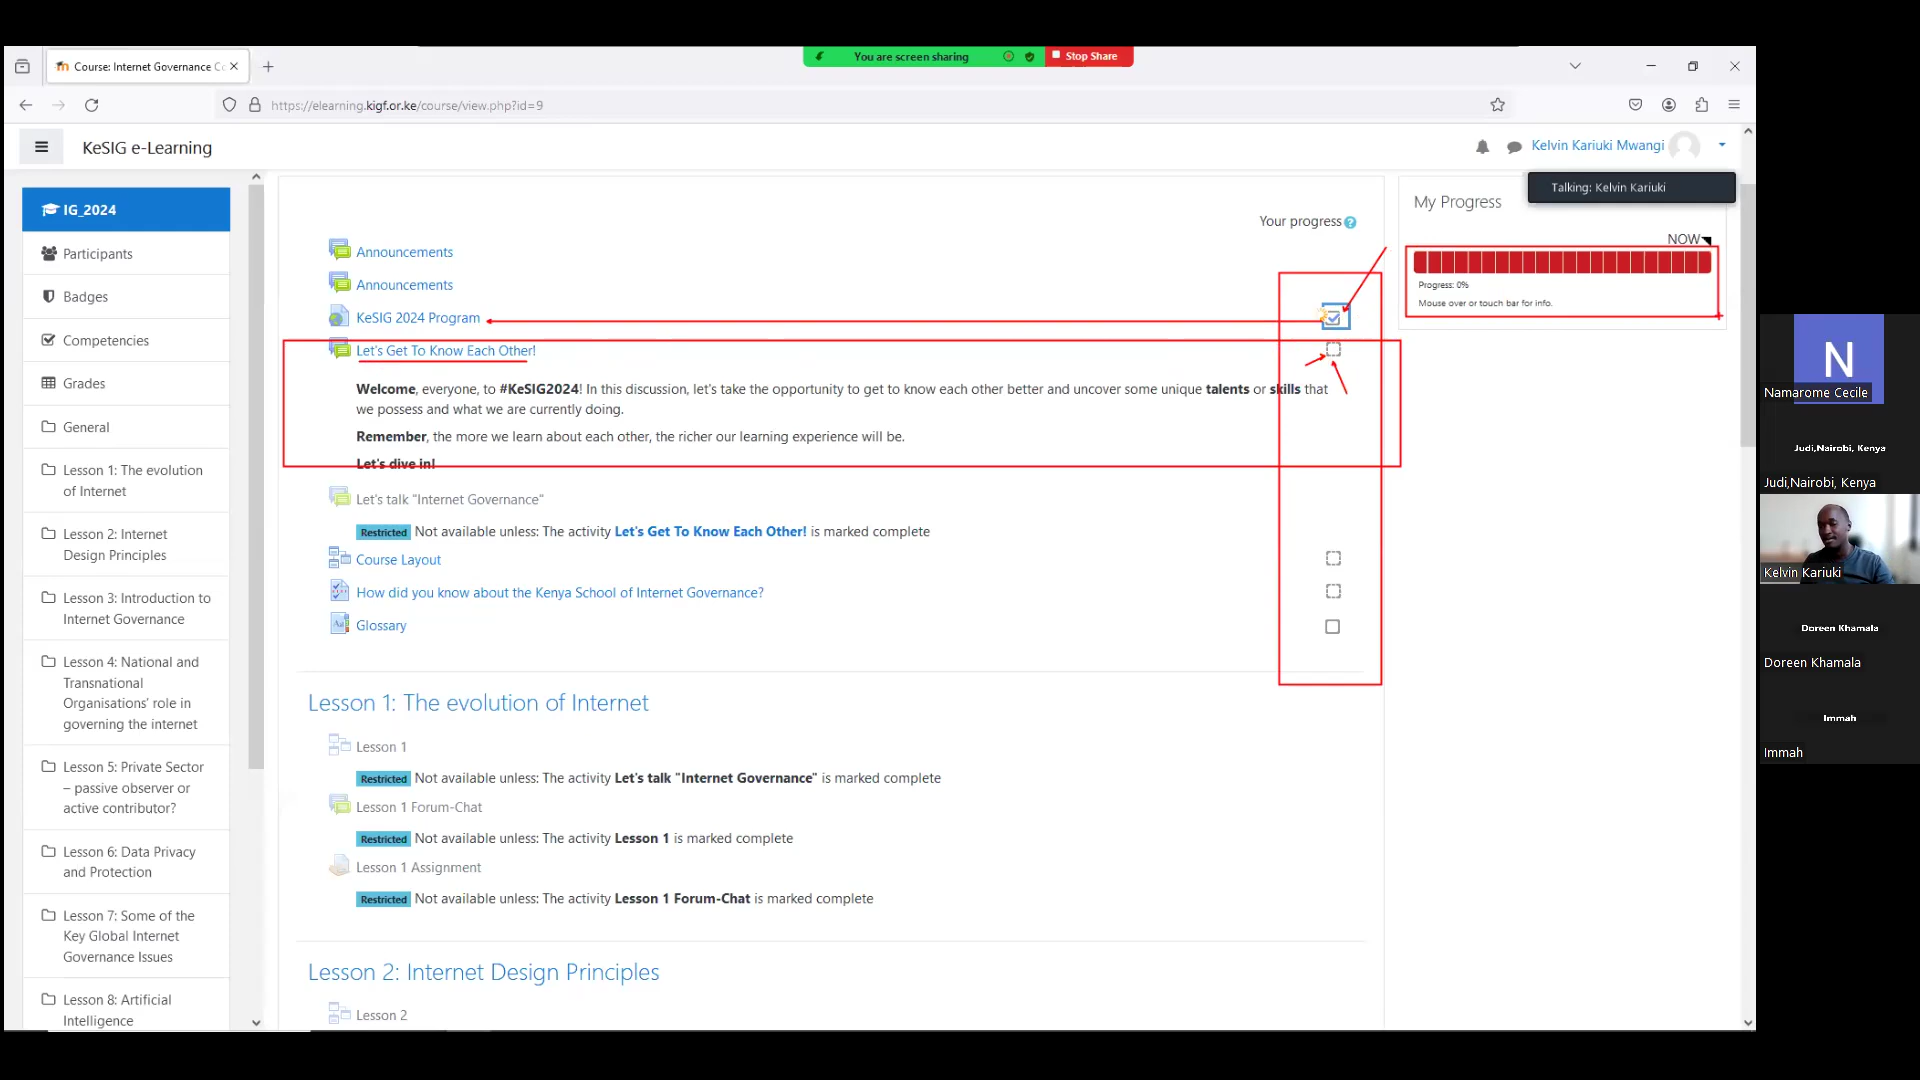 You are screen sharing
Stop Share
Course: Internet Governance Co
https://elearning.kigf.or.ke/course/view.php?id=9
KeSIG e-Learning
Kelvin Kariuki Mwangi
Talking: Kelvin Kariuki
IG_2024
Participants
Badges
Competencies
Grades
General
Lesson 1: The evolution
of Internet
Lesson 2: Internet
Design Principles
Lesson 3: Introduction to
Internet Governance
Lesson 4: National and
Transnational
Organisations' role in
governing the internet
Lesson 5: Private Sector
– passive observer or
active contributor?
Lesson 6: Data Privacy
and Protection
Lesson 7: Some of the
Key Global Internet
Governance Issues
Lesson 8: Artificial
Intelligence
Your progress
Announcements
Announcements
KeSIG 2024 Program
Let's Get To Know Each Other!
Welcome, everyone, to #KeSIG2024! In this discussion, let's take the opportunity to get to know each other better and uncover some unique talents or skills that
we possess and what we are currently doing.
Remember, the more we learn about each other, the richer our learning experience will be.
Let's dive in!
Let's talk “Internet Governance”
Restricted Not available unless: The activity Let's Get To Know Each Other! is marked complete
Course Layout
How did you know about the Kenya School of Internet Governance?
Glossary
Lesson 1: The evolution of Internet
Lesson 1
Restricted Not available unless: The activity Let's talk “Internet Governance” is marked complete
Lesson 1 Forum-Chat
Restricted Not available unless: The activity Lesson 1 is marked complete
Lesson 1 Assignment
Restricted Not available unless: The activity Lesson 1 Forum-Chat is marked complete
Lesson 2: Internet Design Principles
Lesson 2
My Progress
NOW
Progress: 0%
Mouse over or touch bar for info.
N
Namarome Cecile
Judi,Nairobi, Kenya
Judi,Nairobi, Kenya
Kelvin Kariuki
Doreen Khamala
Doreen Khamala
Immah
Immah